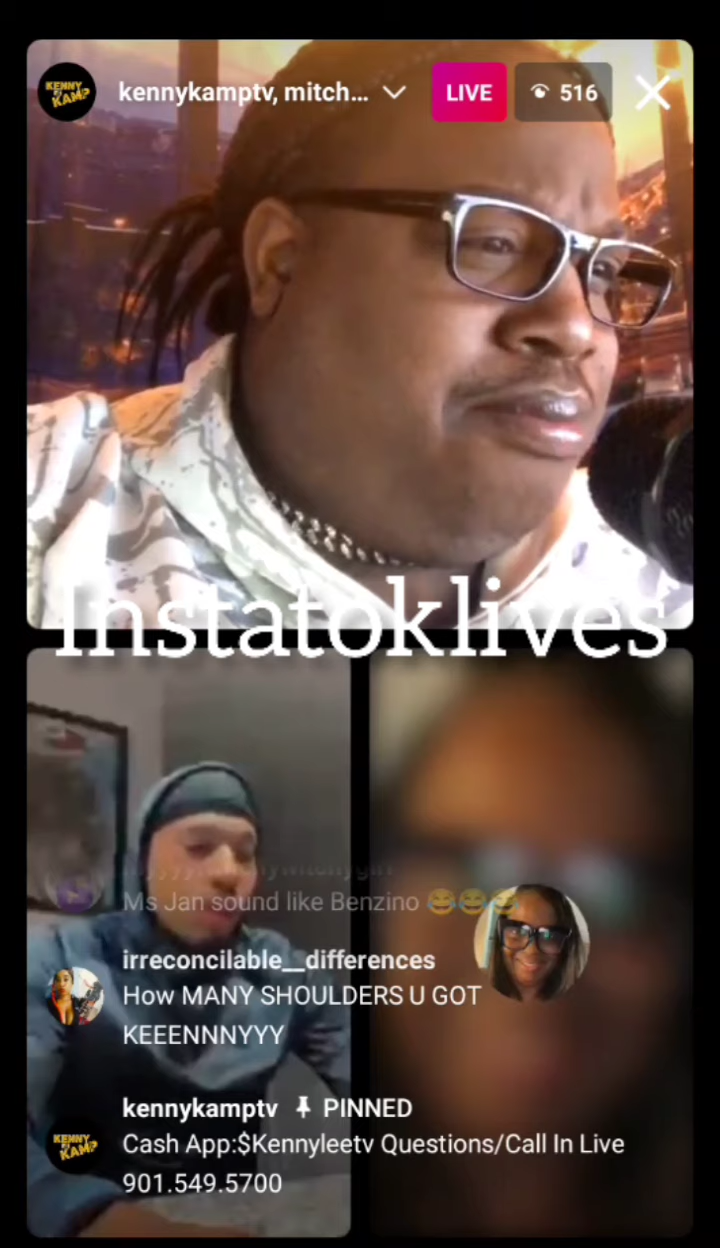 KENNY KAMP
kennykamptv, mitch...
LIVE
516
Instatoklives
Ms Jan sound like Benzino 😂😂😂
irreconcilable__differences
How MANY SHOULDERS U GOT
KEEENNNYYY
kennykamptv PINNED
KENNY KAMP
Cash App:$Kennyleetv Questions/Call In Live
901.549.5700